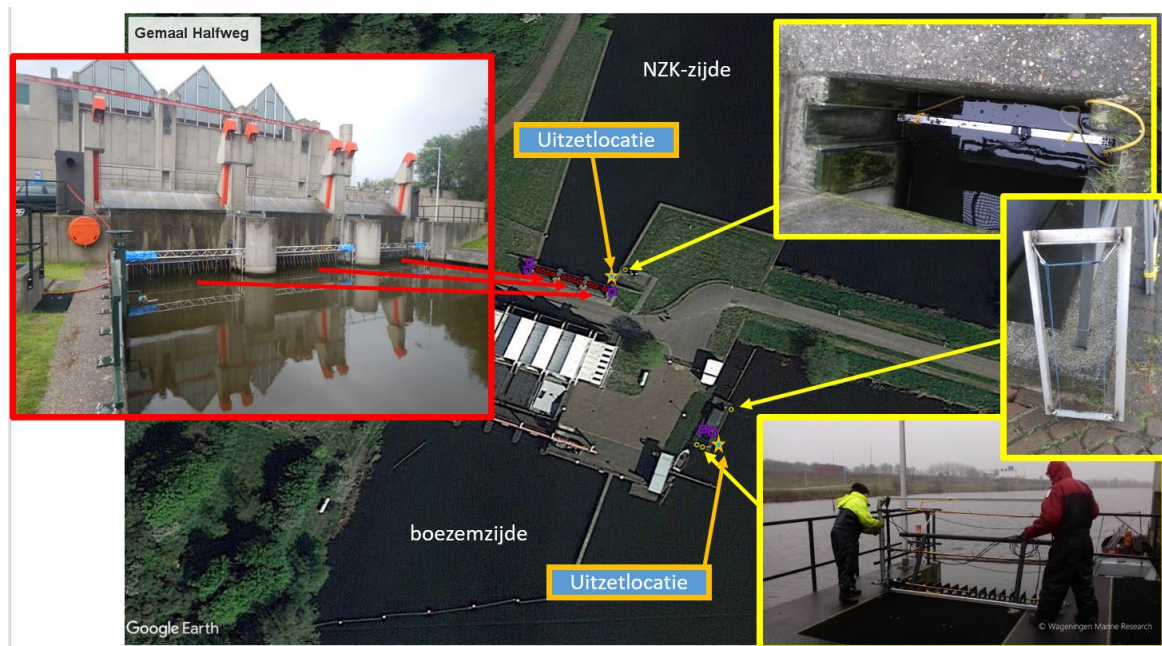 Gemaal Halfweg
NZK-zijde
Uitzetlocatie
boezemzijde
Uitzetlocatie
Google Earth
© Wageningen Marine Research